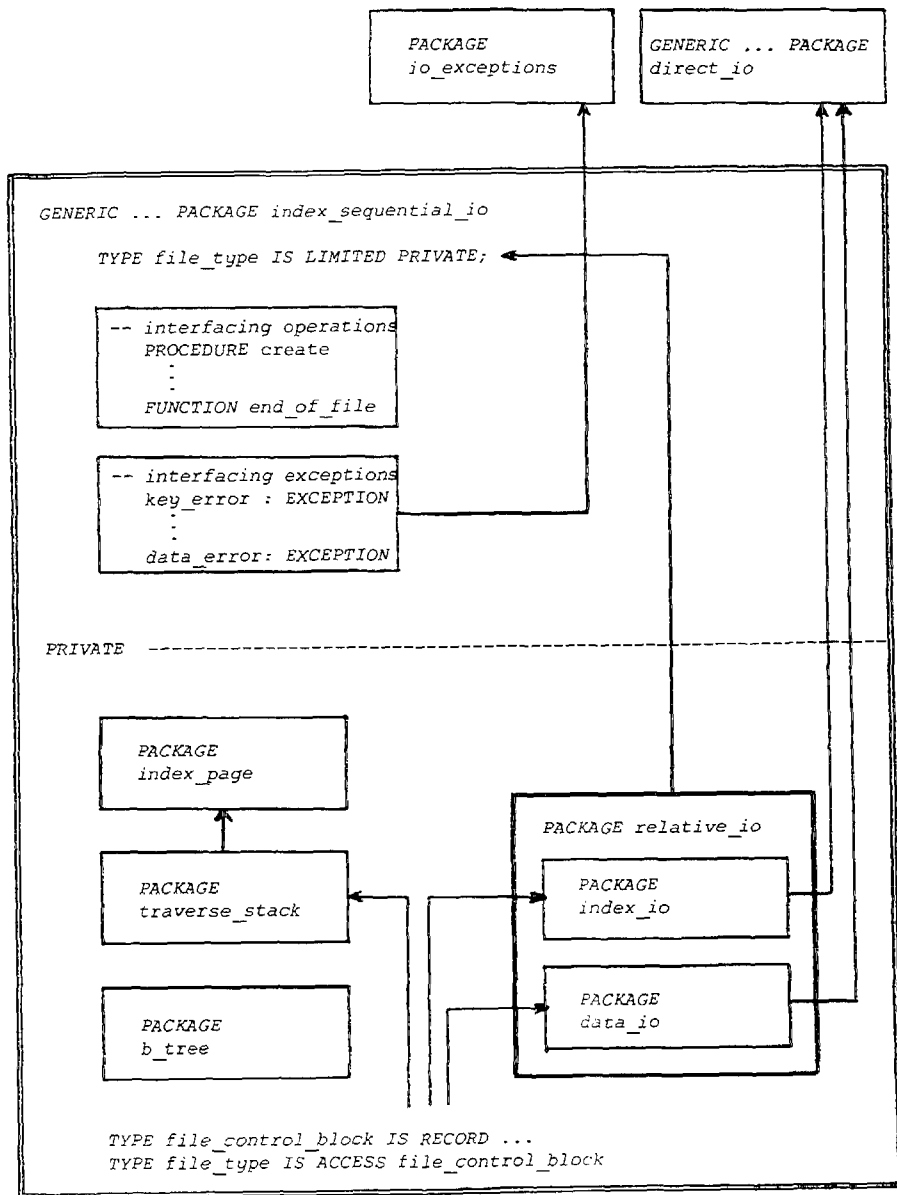 PACKAGE
io_exceptions
GENERIC ... PACKAGE
direct_io
GENERIC ... PACKAGE index_sequential_io
TYPE file_type IS LIMITED PRIVATE;
-- interfacing operations
PROCEDURE create
.
.
.
FUNCTION end_of_file
-- interfacing exceptions
key_error : EXCEPTION
.
.
.
data_error: EXCEPTION
PRIVATE
PACKAGE
index_page
PACKAGE
traverse_stack
PACKAGE
b_tree
PACKAGE relative_io
PACKAGE
index_io
PACKAGE
data_io
TYPE file_control_block IS RECORD ...
TYPE file_type IS ACCESS file_control_block